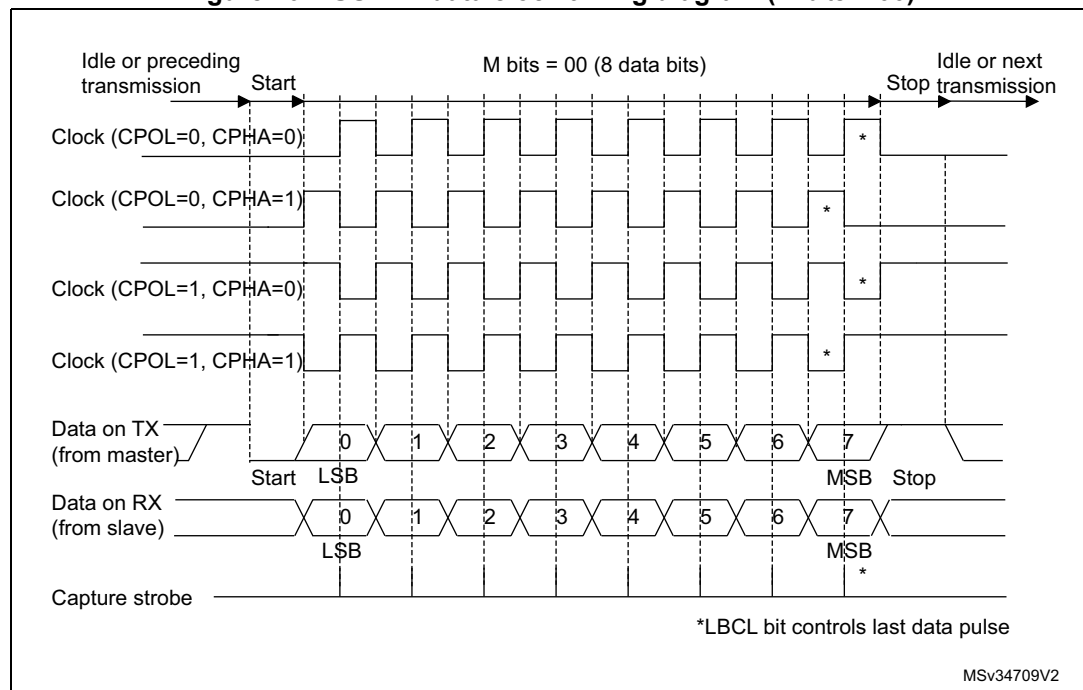 Idle or preceding
transmission
Start
M bits = 00 (8 data bits)
Stop
Idle or next
transmission
Clock (CPOL=0, CPHA=0)
*
Clock (CPOL=0, CPHA=1)
*
Clock (CPOL=1, CPHA=0)
*
Clock (CPOL=1, CPHA=1)
*
Data on TX
(from master)
0 1 2 3 4 5 6 7
Start LSB MSB Stop
Data on RX
(from slave)
0 1 2 3 4 5 6 7
LSB MSB
*
Capture strobe
*LBCL bit controls last data pulse
MSv34709V2